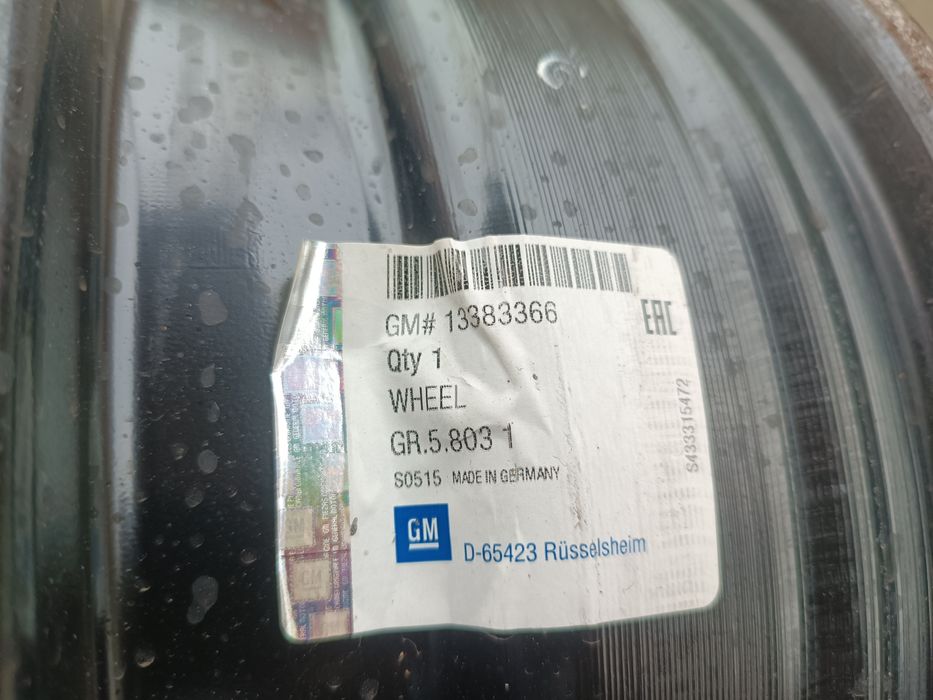 GM# 13383366
EAC
Qty 1
WHEEL
GR.5.803 1
S0515 MADE IN GERMANY
GM
D-65423 Rüsselsheim
S433315472